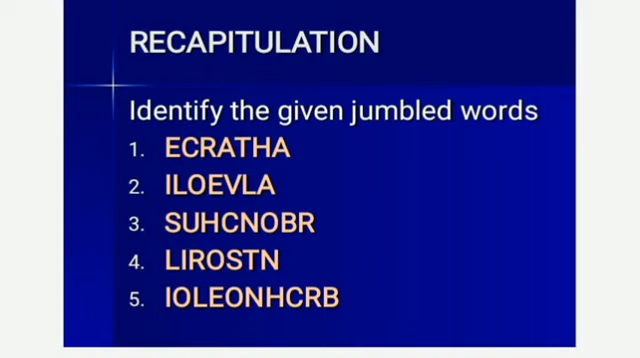 RECAPITULATION
Identify the given jumbled words
1. ECRATHA
2. ILOEVLA
3. SUHCNOBR
4. LIROSTN
5. IOLEONHCRB